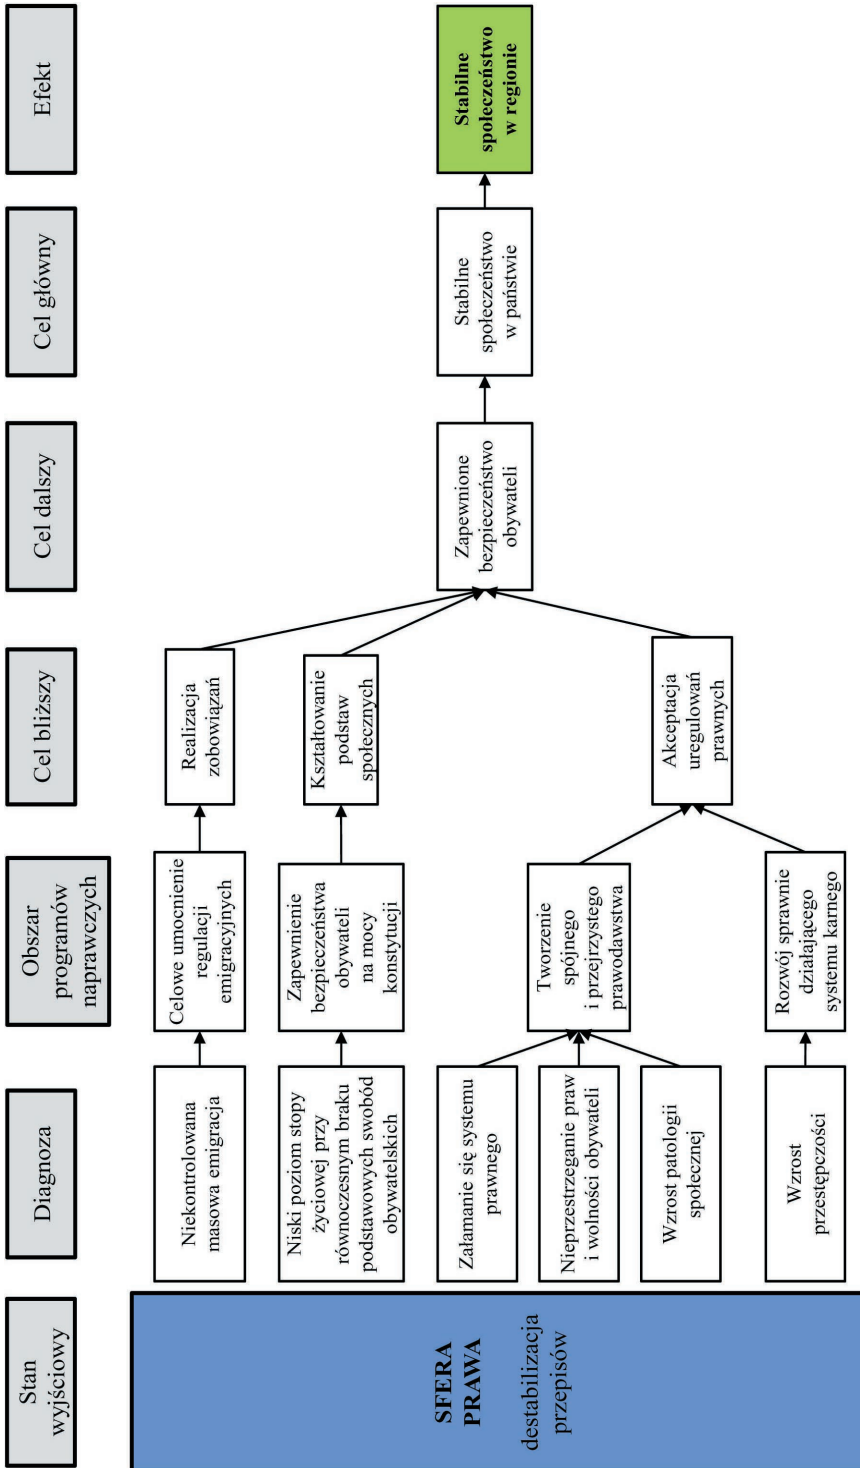 Stan
wyjściowy
Diagnoza
Obszar
programów
naprawczych
Cel bliższy
Cel dalszy
Cel główny
Efekt
SFERA
PRAWA
destabilizacja
przepisów
Niekontrolowana
masowa emigracja
Niski poziom stopy
życiowej przy
równoczesnym braku
podstawowych swobód
obywatelskich
Załamanie się systemu
prawnego
Nieprzestrzeganie praw
i wolności obywateli
Wzrost patologii
społecznej
Wzrost
przestępczości
Celowe umocnienie
regulacji
emigracyjnych
Zapewnienie
bezpieczeństwa
obywateli
na mocy
konstytucji
Tworzenie
spójnego
i przejrzystego
prawodawstwa
Rozwój sprawnie
działającego
systemu karnego
Realizacja
zobowiązań
Kształtowanie
podstaw
społecznych
Akceptacja
uregulowań
prawnych
Zapewnione
bezpieczeństwo
obywateli
Stabilne
społeczeństwo
w państwie
Stabilne
społeczeństwo
w regionie